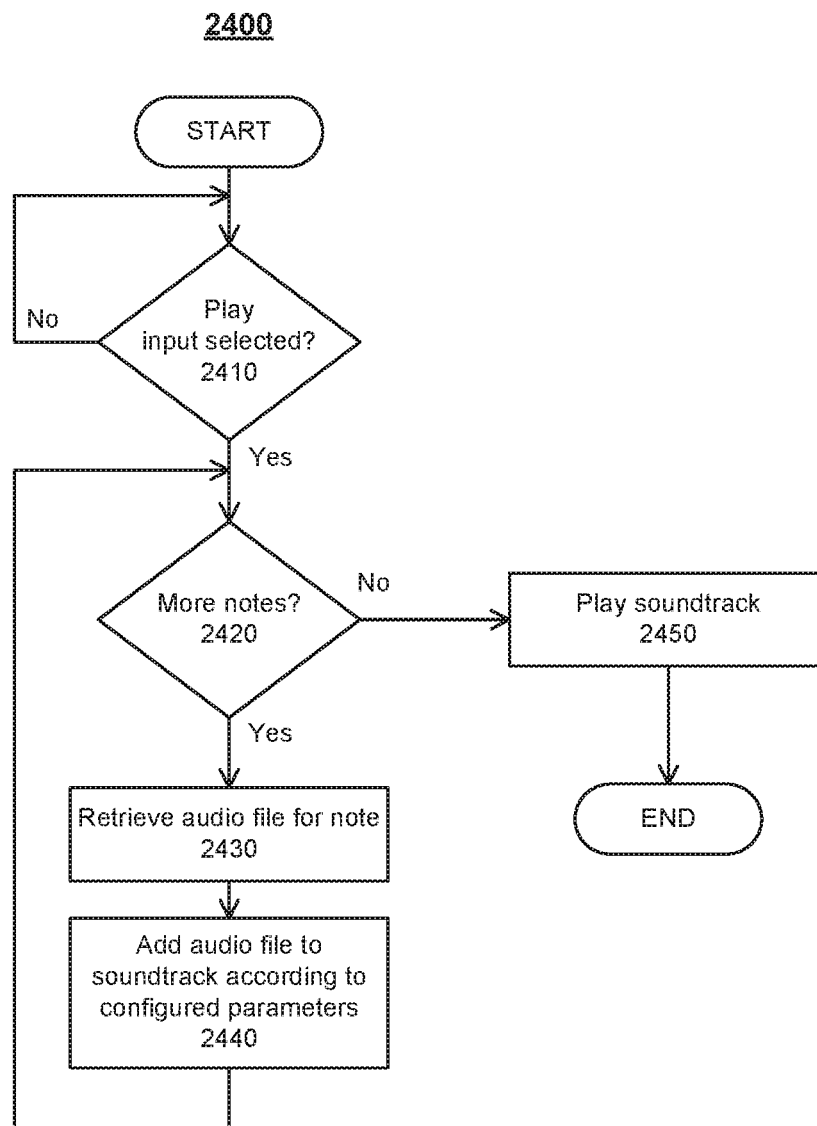 2400
START
Play
input selected?
2410
No
Yes
More notes?
2420
No
Play soundtrack
2450
Yes
Retrieve audio file for note
2430
END
Add audio file to
soundtrack according to
configured parameters
2440